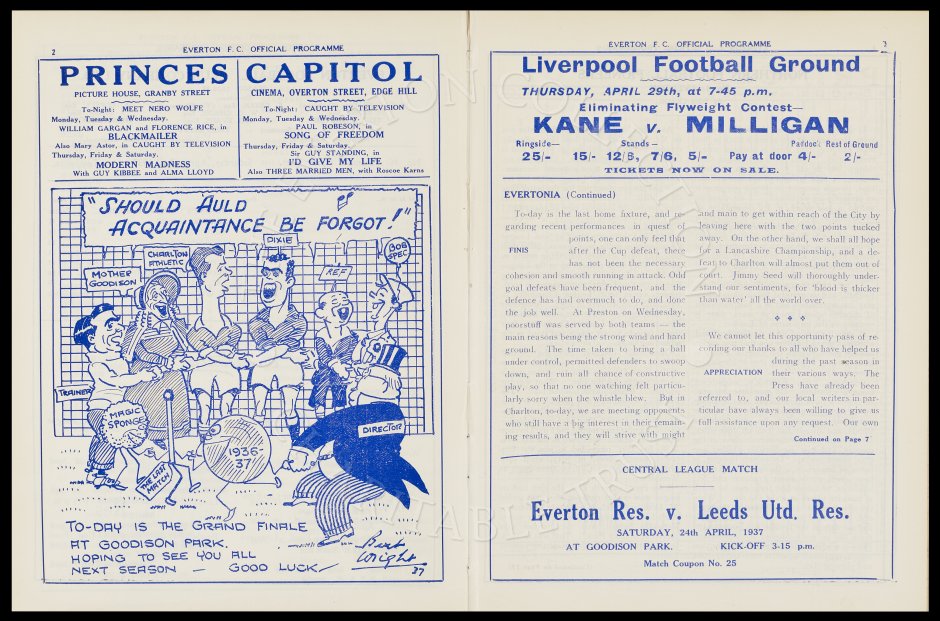 2
EVERTON F. C. OFFICIAL PROGRAMME
PRINCES
PICTURE HOUSE, GRANBY STREET
To-Night: MEET NERO WOLFE
Monday, Tuesday & Wednesday.
WILLIAM GARGAN and FLORENCE RICE, in
BLACKMAILER
Also Mary Astor, in CAUGHT BY TELEVISION
Thursday, Friday & Saturday.
MODERN MADNESS
With GUY KIBBEE and ALMA LLOYD
CAPITOL
CINEMA, OVERTON STREET, EDGE HILL
To-Night: CAUGHT BY TELEVISION
Monday, Tuesday & Wednesday.
PAUL ROBESON, in
SONG OF FREEDOM
Thursday, Friday & Saturday.
Sir GUY STANDING, in
I'D GIVE MY LIFE
Also THREE MARRIED MEN, with Roscoe Karns
"SHOULD AULD
ACQUAINTANCE BE FORGOT!"
MOTHER
GOODISON
CHARLTON
ATHLETIC
DIXIE
REF
BOB
SPEC
TRAINER
MAGIC
SPONGE
THE LAST
MATCH
1936-
37
DIRECTOR
TO-DAY IS THE GRAND FINALE
AT GOODISON PARK.
HOPING TO SEE YOU ALL
NEXT SEASON — GOOD LUCK
Bert
Wright
37
EVERTON F. C. OFFICIAL PROGRAMME
Liverpool Football Ground
THURSDAY, APRIL 29th, at 7-45 p.m.
Eliminating Flyweight Contest—
KANE v. MILLIGAN
Ringside— Stands— Paddock Rest of Ground
25/- 15/- 12/6, 7/6, 5/- Pay at door 4/- 2/-
TICKETS NOW ON SALE.
EVERTONIA (Continued)
To-day is the last home fixture, and re-
garding recent performances in quest of
points, one can only feel that
FINIS after the Cup defeat, there
has not been the necessary
cohesion and smooth running in attack. Odd
goal defeats have been frequent, and the
defence has had overmuch to do, and done
the job well. At Preston on Wednesday,
poorstuff was served by both teams — the
main reasons being the strong wind and hard
ground. The time taken to bring a ball
under control, permitted defenders to swoop
down, and ruin all chance of constructive
play, so that no one watching felt particu-
larly sorry when the whistle blew. But in
Charlton, to-day, we are meeting opponents
who still have a big interest in their remain-
ing results, and they will strive with might
and main to get within reach of the City by
leaving here with the two points tucked
away. On the other hand, we shall all hope
for a Lancashire Championship, and a de-
feat to Charlton will almost put them out of
court. Jimmy Seed will thoroughly under-
stand our sentiments, for 'blood is thicker
than water' all the world over.
We cannot let this opportunity pass of re-
cording our thanks to all who have helped us
during the past season in
APPRECIATION their various ways. The
Press have already been
referred to, and our local writers in par-
ticular have always been willing to give us
full assistance upon any request. Our own
Continued on Page 7
CENTRAL LEAGUE MATCH
Everton Res. v. Leeds Utd. Res.
SATURDAY, 24th APRIL, 1937
AT GOODISON PARK. KICK-OFF 3-15 p.m.
Match Coupon No. 25